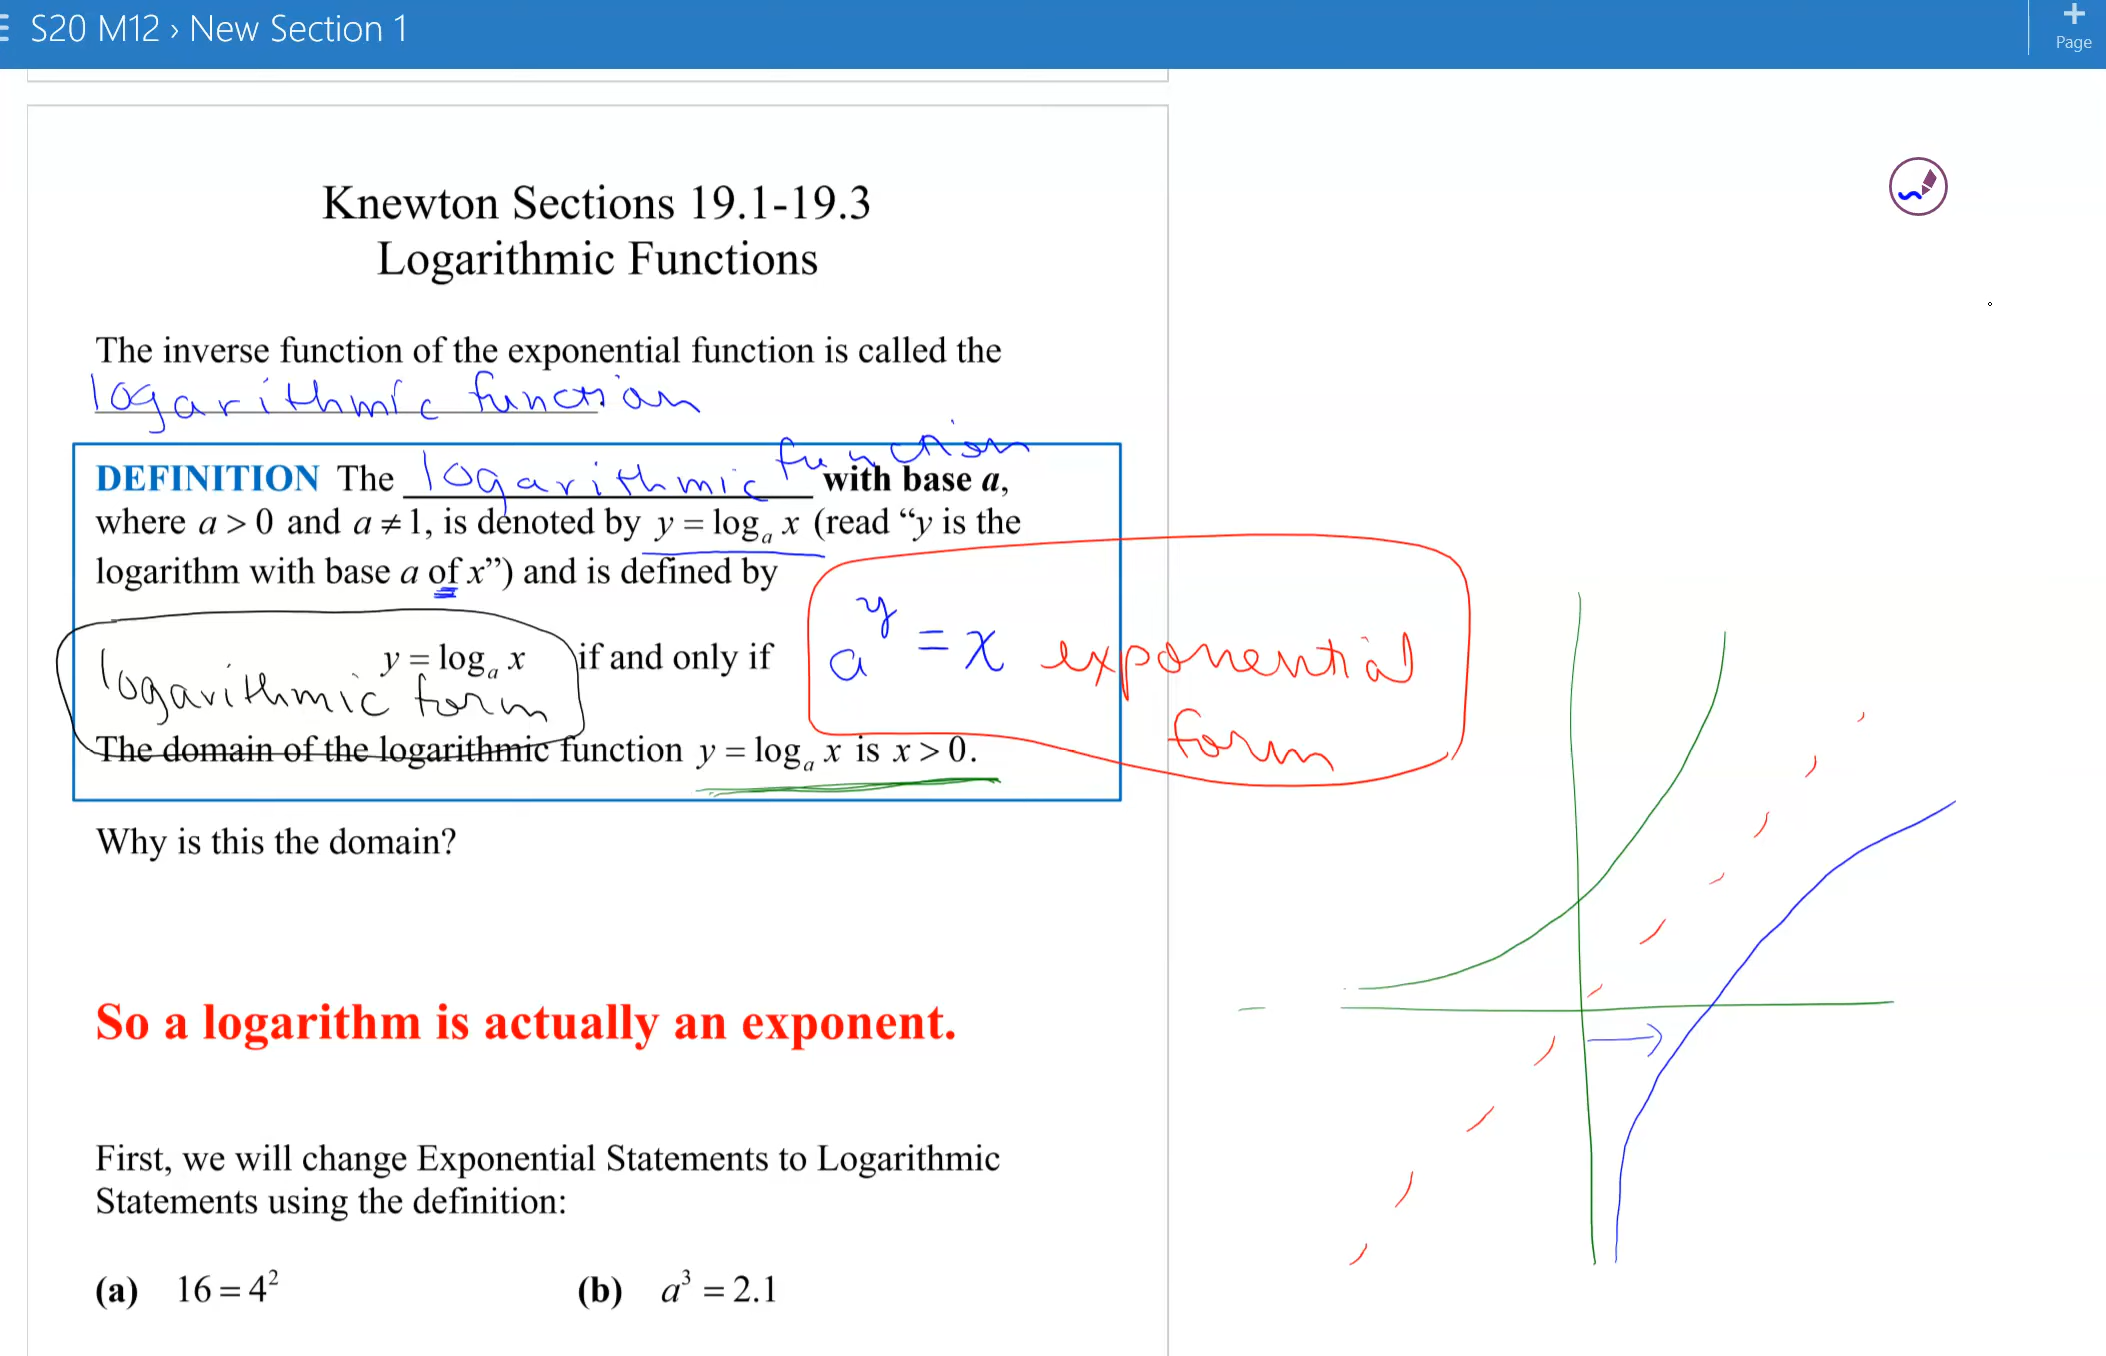 S20 M12 › New Section 1
+
Page
Knewton Sections 19.1-19.3
Logarithmic Functions
The inverse function of the exponential function is called the
logarithmic function
DEFINITION The logarithmic function with base a,
where a > 0 and a ≠ 1, is denoted by y = logₐ x (read “y is the
logarithm with base a of x”) and is defined by
y = logₐ x if and only if a^y = x exponential
logarithmic form
form
The domain of the logarithmic function y = logₐ x is x > 0.
Why is this the domain?
So a logarithm is actually an exponent.
First, we will change Exponential Statements to Logarithmic
Statements using the definition:
(a) 16 = 4² (b) a³ = 2.1